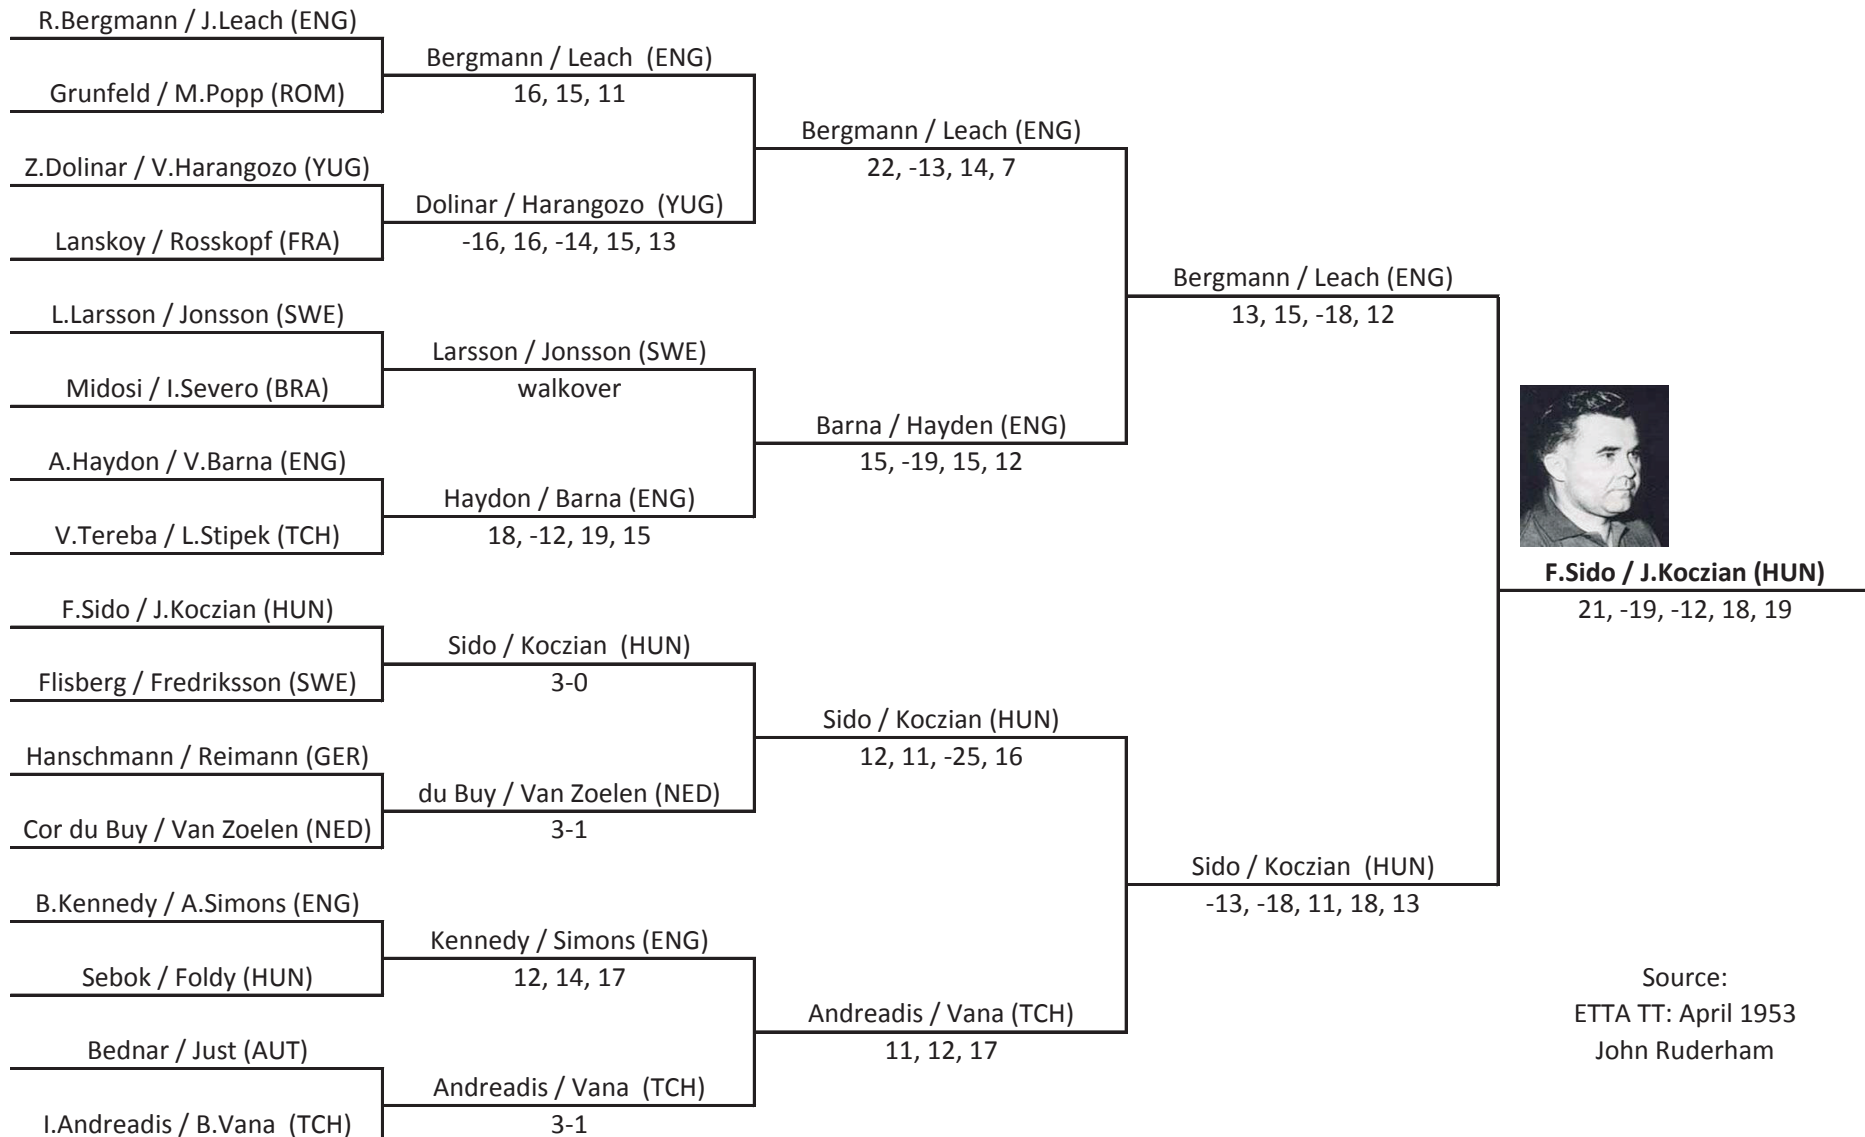 R.Bergmann / J.Leach (ENG)
Grunfeld / M.Popp (ROM)
Z.Dolinar / V.Harangozo (YUG)
Lanskoy / Rosskopf (FRA)
L.Larsson / Jonsson (SWE)
Midosi / I.Severo (BRA)
A.Haydon / V.Barna (ENG)
V.Tereba / L.Stipek (TCH)
F.Sido / J.Koczian (HUN)
Flisberg / Fredriksson (SWE)
Hanschmann / Reimann (GER)
Cor du Buy / Van Zoelen (NED)
B.Kennedy / A.Simons (ENG)
Sebok / Foldy (HUN)
Bednar / Just (AUT)
I.Andreadis / B.Vana (TCH)
Bergmann / Leach (ENG)
16, 15, 11
Dolinar / Harangozo (YUG)
-16, 16, -14, 15, 13
Larsson / Jonsson (SWE)
walkover
Haydon / Barna (ENG)
18, -12, 19, 15
Sido / Koczian (HUN)
3-0
du Buy / Van Zoelen (NED)
3-1
Kennedy / Simons (ENG)
12, 14, 17
Andreadis / Vana (TCH)
3-1
Bergmann / Leach (ENG)
22, -13, 14, 7
Barna / Hayden (ENG)
15, -19, 15, 12
Sido / Koczian (HUN)
12, 11, -25, 16
Andreadis / Vana (TCH)
11, 12, 17
Bergmann / Leach (ENG)
13, 15, -18, 12
Sido / Koczian (HUN)
-13, -18, 11, 18, 13
F.Sido / J.Koczian (HUN)
21, -19, -12, 18, 19
Source:
ETTA TT: April 1953
John Ruderham